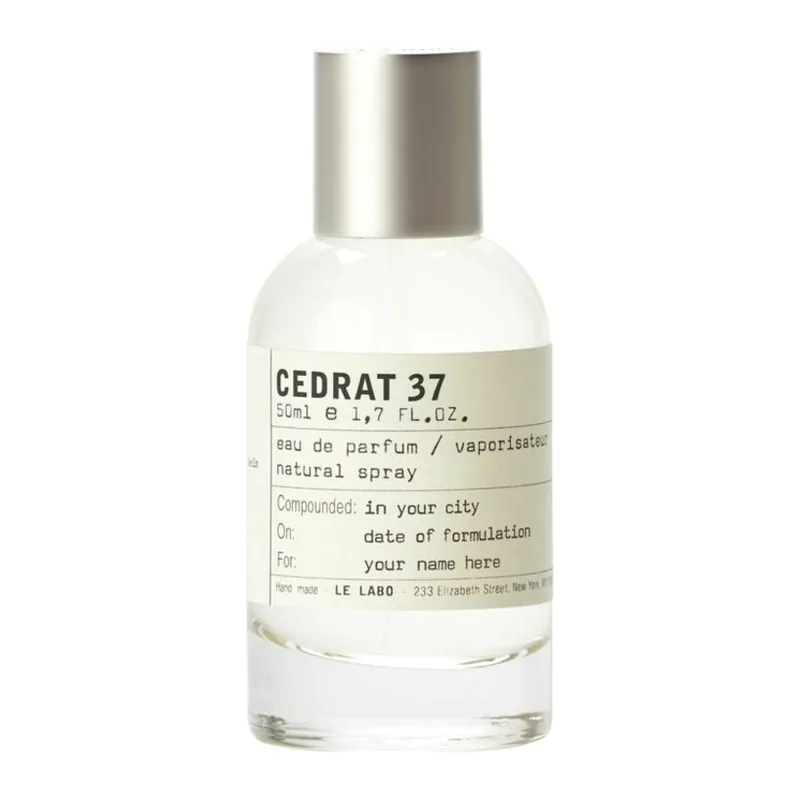 CEDRAT 37
50ml e 1,7 FL.OZ.
eau de parfum / vaporisateur
natural spray
Compounded: in your city
On: date of formulation
For: your name here
Hand made - LE LABO - 233 Elizabeth Street, New York,